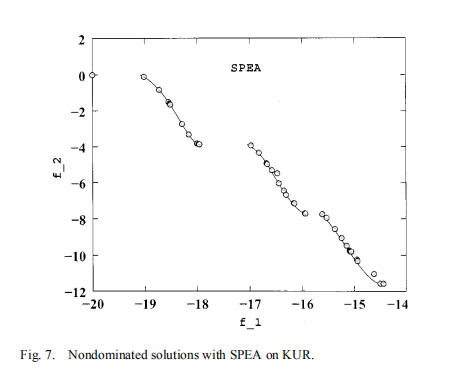 2
SPEA
0
−2
−4
f_2
−6
−8
−10
−12
−20 −19 −18 −17 −16 −15 −14
f_1
Fig. 7. Nondominated solutions with SPEA on KUR.